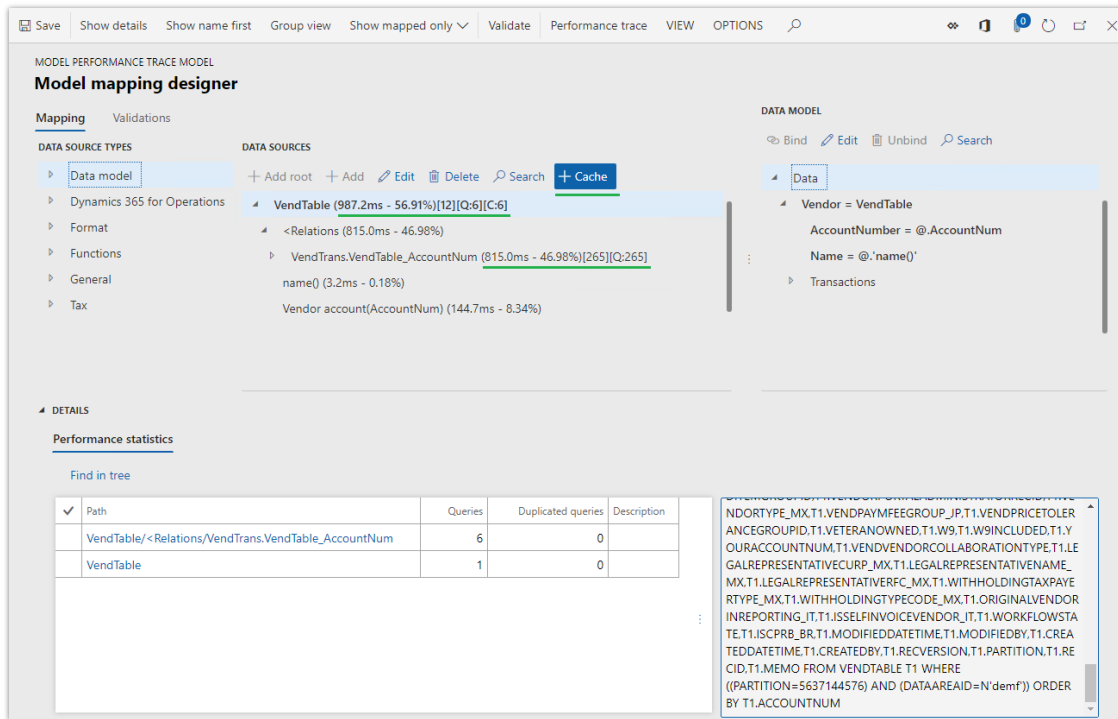 Save Show details Show name first Group view Show mapped only Validate Performance trace VIEW OPTIONS 0
MODEL PERFORMANCE TRACE MODEL
Model mapping designer
Mapping Validations
DATA SOURCE TYPES
Data model
Dynamics 365 for Operations
Format
Functions
General
Tax
DATA SOURCES
+ Add root + Add Edit Delete Search + Cache
VendTable (987.2ms - 56.91%)[12][Q:6][C:6]
<Relations (815.0ms - 46.98%)
VendTrans.VendTable_AccountNum (815.0ms - 46.98%)[265][Q:265]
name() (3.2ms - 0.18%)
Vendor account(AccountNum) (144.7ms - 8.34%)
DATA MODEL
Bind Edit Unbind Search
Data
Vendor = VendTable
AccountNumber = @.AccountNum
Name = @.'name()'
Transactions
DETAILS
Performance statistics
Find in tree
Path Queries Duplicated queries Description
VendTable/<Relations/VendTrans.VendTable_AccountNum 6 0
VendTable 1 0
NDORTYPE_MX,T1.VENDPAYMFEEGROUP_JP,T1.VENDPRICETOLER
ANCEGROUPID,T1.VETERANOWNED,T1.W9,T1.W9INCLUDED,T1.Y
OURACCOUNTNUM,T1.VENDVENDORCOLLABORATIONTYPE,T1.LE
GALREPRESENTATIVECURP_MX,T1.LEGALREPRESENTATIVENAME_
MX,T1.LEGALREPRESENTATIVERFC_MX,T1.WITHHOLDINGTAXPAYE
RTYPE_MX,T1.WITHHOLDINGTYPECODE_MX,T1.ORIGINALVENDOR
INREPORTING_IT,T1.ISSELFINVOICEVENDOR_IT,T1.WORKFLOWSTA
TE,T1.ISCPRB_BR,T1.MODIFIEDDATETIME,T1.MODIFIEDBY,T1.CREA
TEDDATETIME,T1.CREATEDBY,T1.RECVERSION,T1.PARTITION,T1.RE
CID,T1.MEMO FROM VENDTABLE T1 WHERE
((PARTITION=5637144576) AND (DATAAREAID=N'demf')) ORDER
BY T1.ACCOUNTNUM